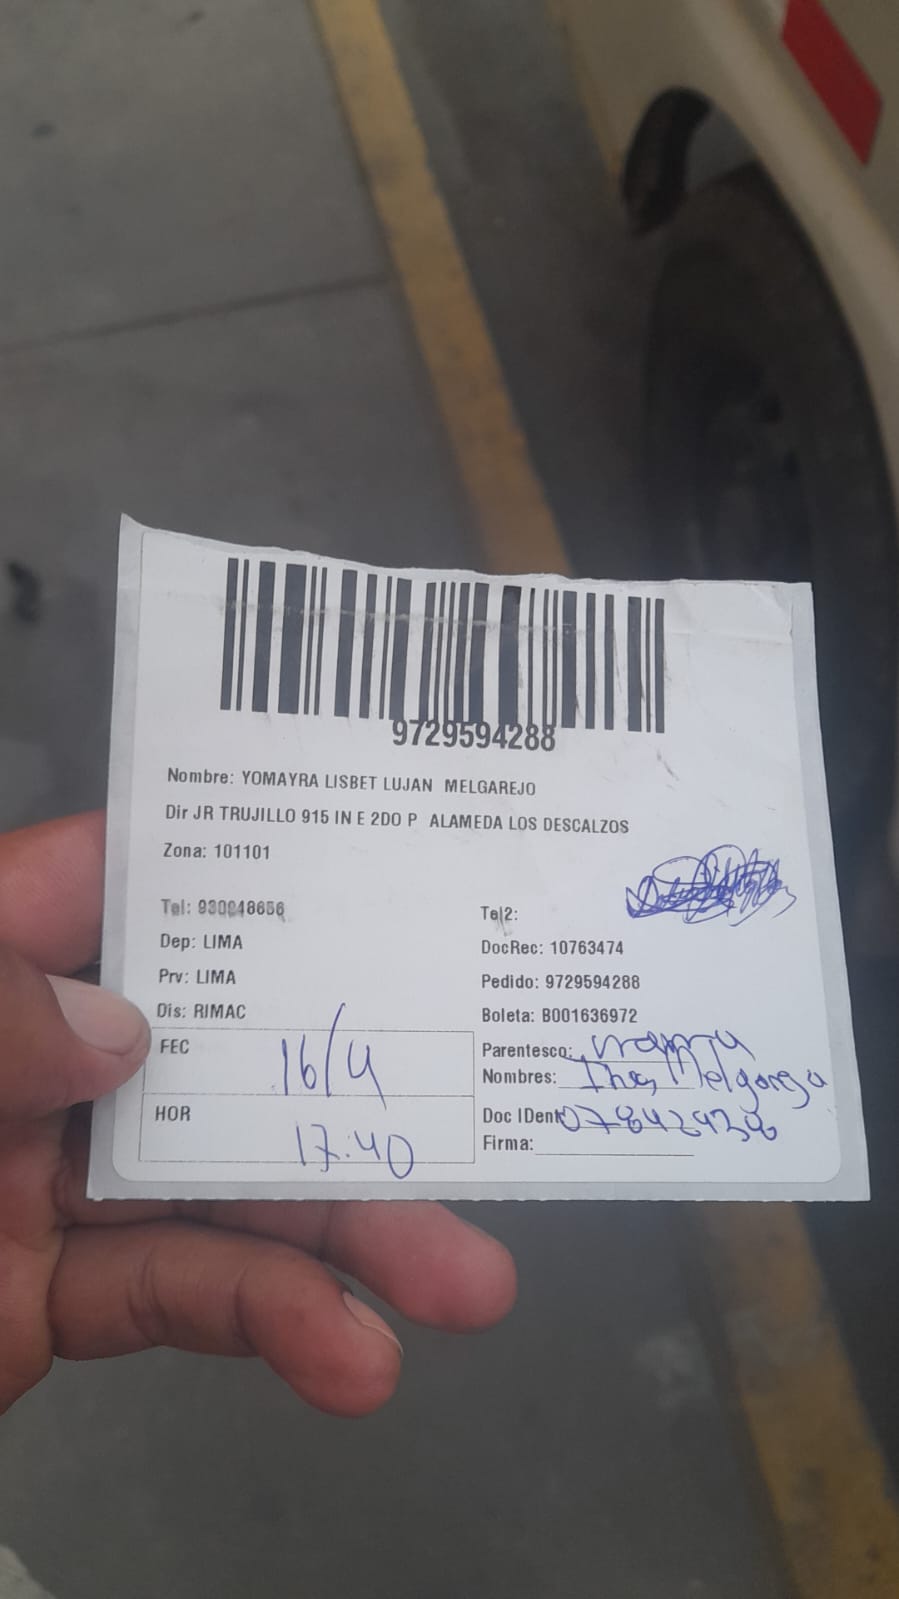 9729594288
Nombre: YOMAYRA LISBET LUJAN MELGAREJO
Dir JR TRUJILLO 915 IN E 2DO P ALAMEDA LOS DESCALZOS
Zona: 101101
Tel: Tel2:
Dep: LIMA DocRec: 10763474
Prv: LIMA Pedido: 9729594288
Dis: RIMAC Boleta: B001636972
FEC 16/4 Parentesco:
Nombres: Melgarejo
HOR 17:40 Doc IDent
Firma: